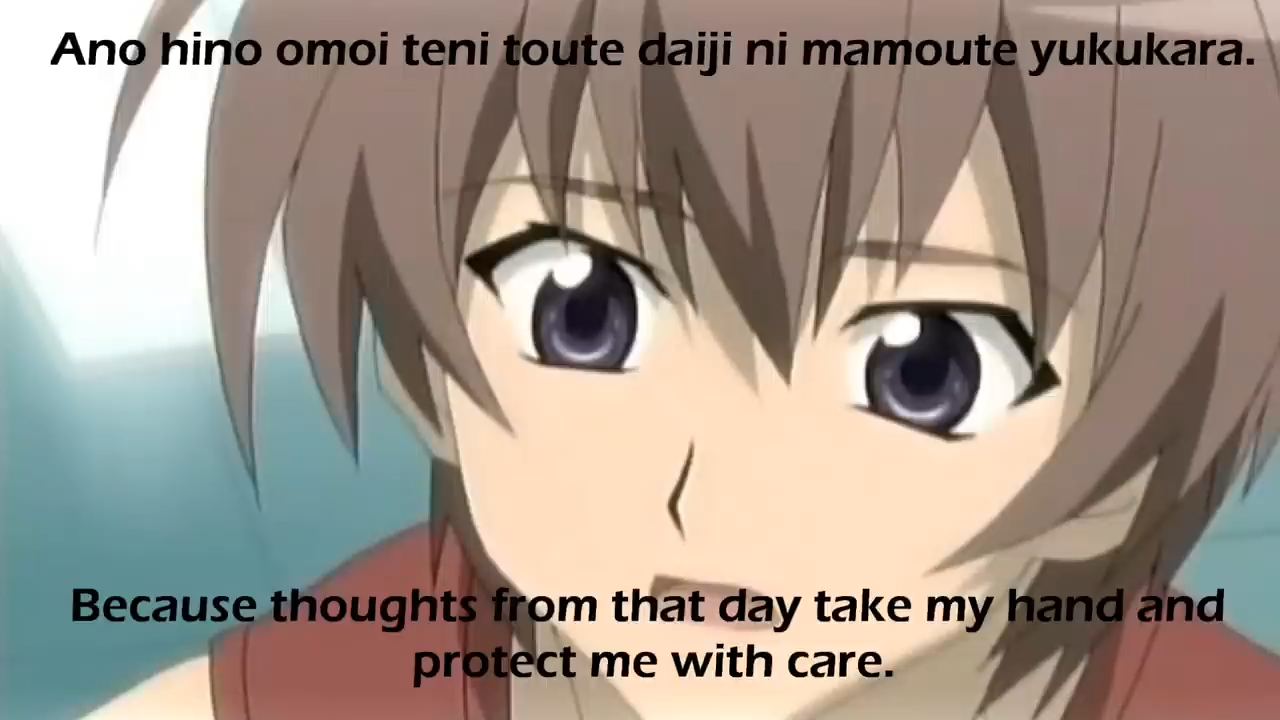 Ano hino omoi teni toute daiji ni mamoute yukukara.
Because thoughts from that day take my hand and
protect me with care.